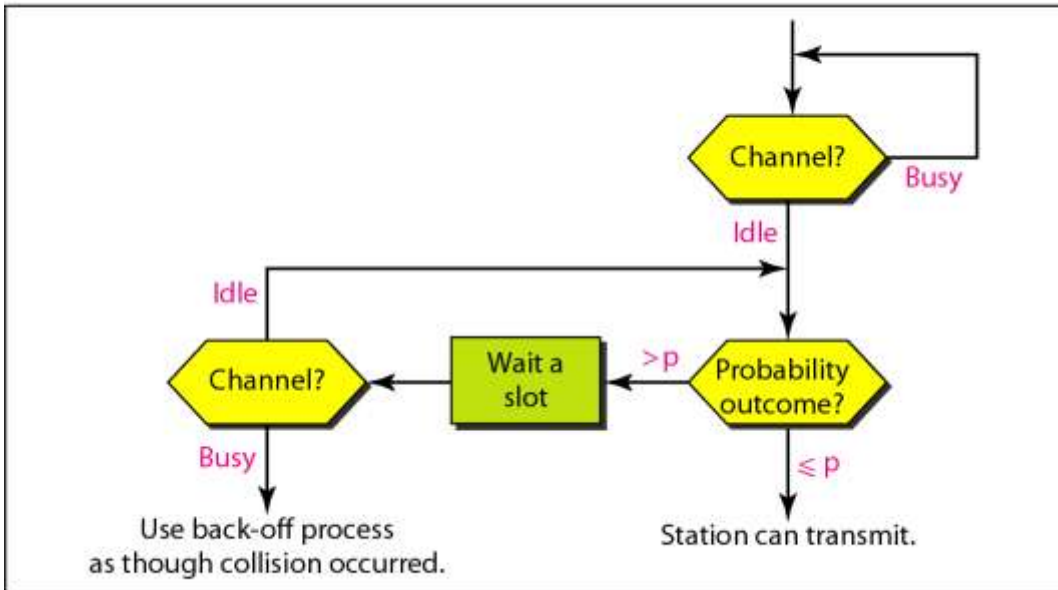 Channel?
Busy
Idle
Idle
Channel?
Wait a
slot
> p
Probability
outcome?
Busy
≤ p
Use back-off process
as though collision occurred.
Station can transmit.